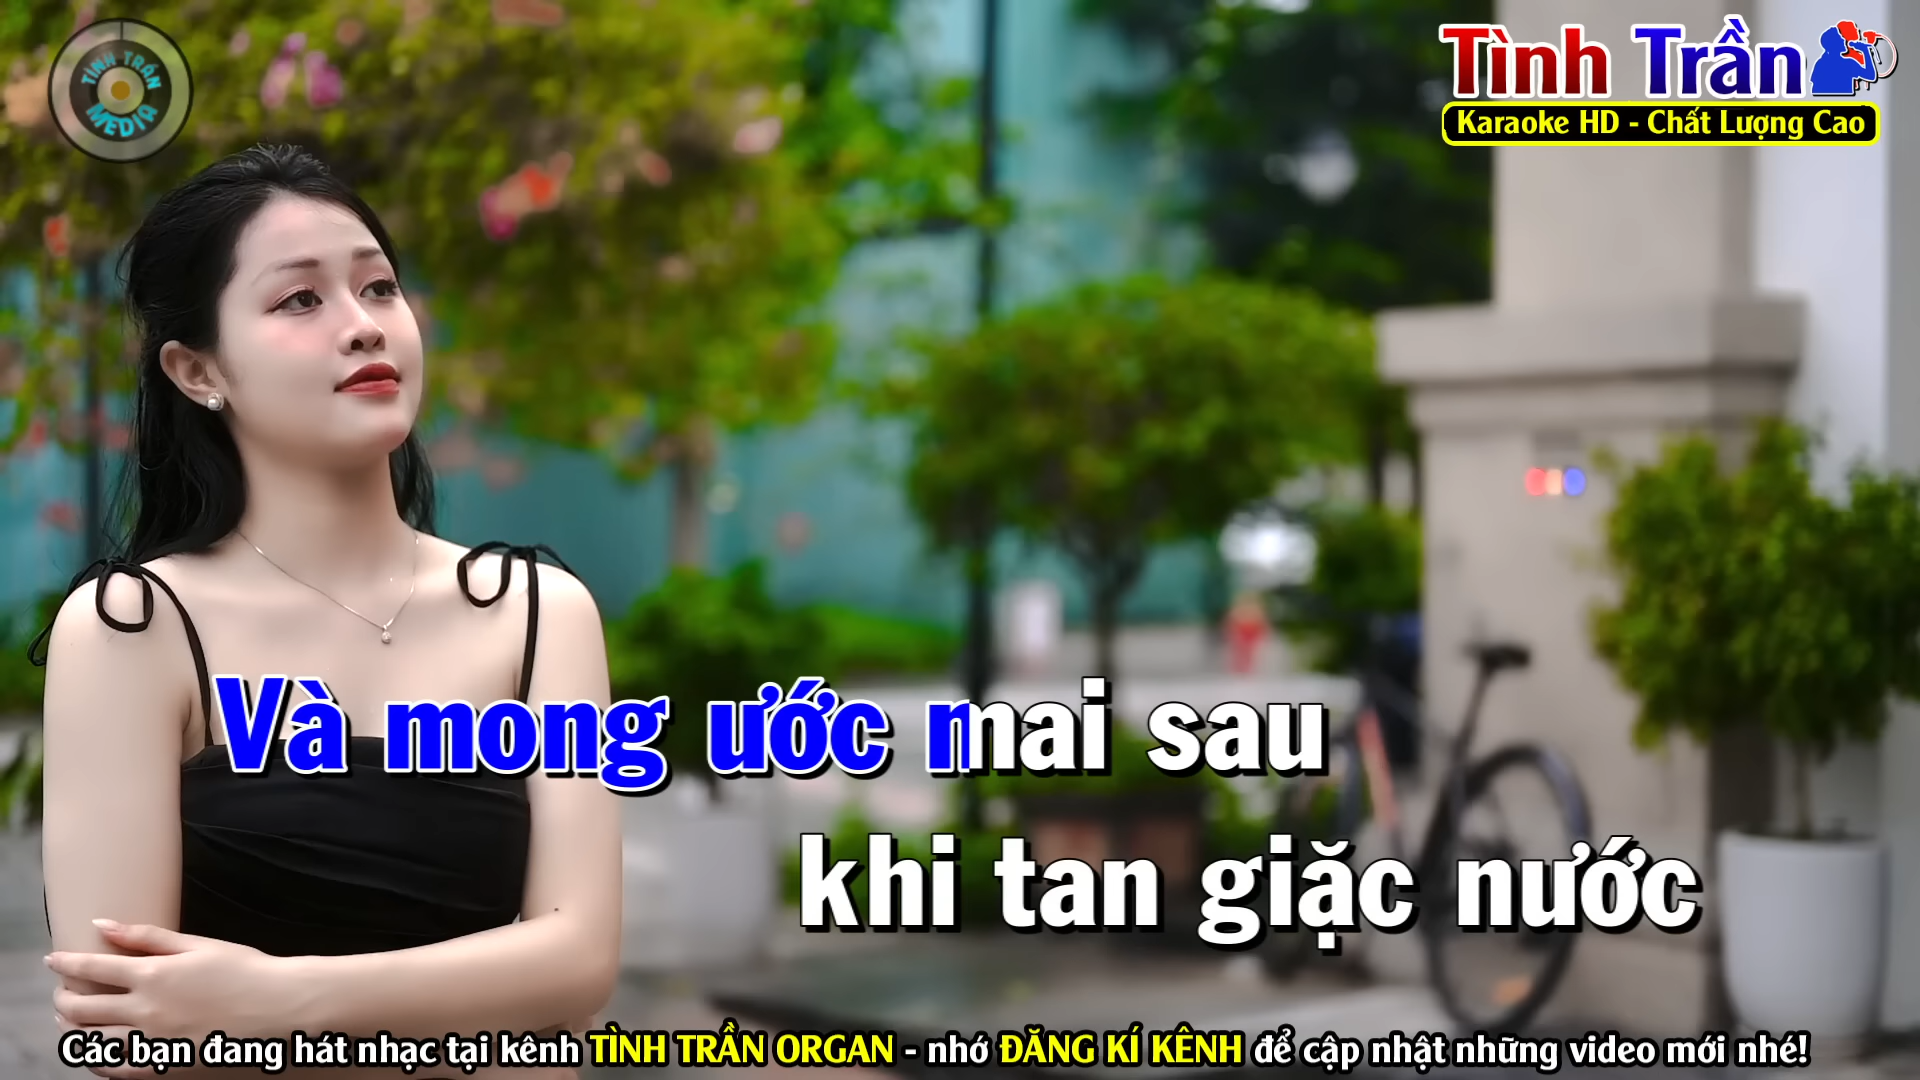 TÌNH TRẦN
MEDIA
Tình Trần
Karaoke HD - Chất Lượng Cao
Và mong ước mai sau
khi tan giặc nước
Các bạn đang hát nhạc tại kênh TÌNH TRẦN ORGAN - nhớ ĐĂNG KÍ KÊNH để cập nhật những video mới nhé!